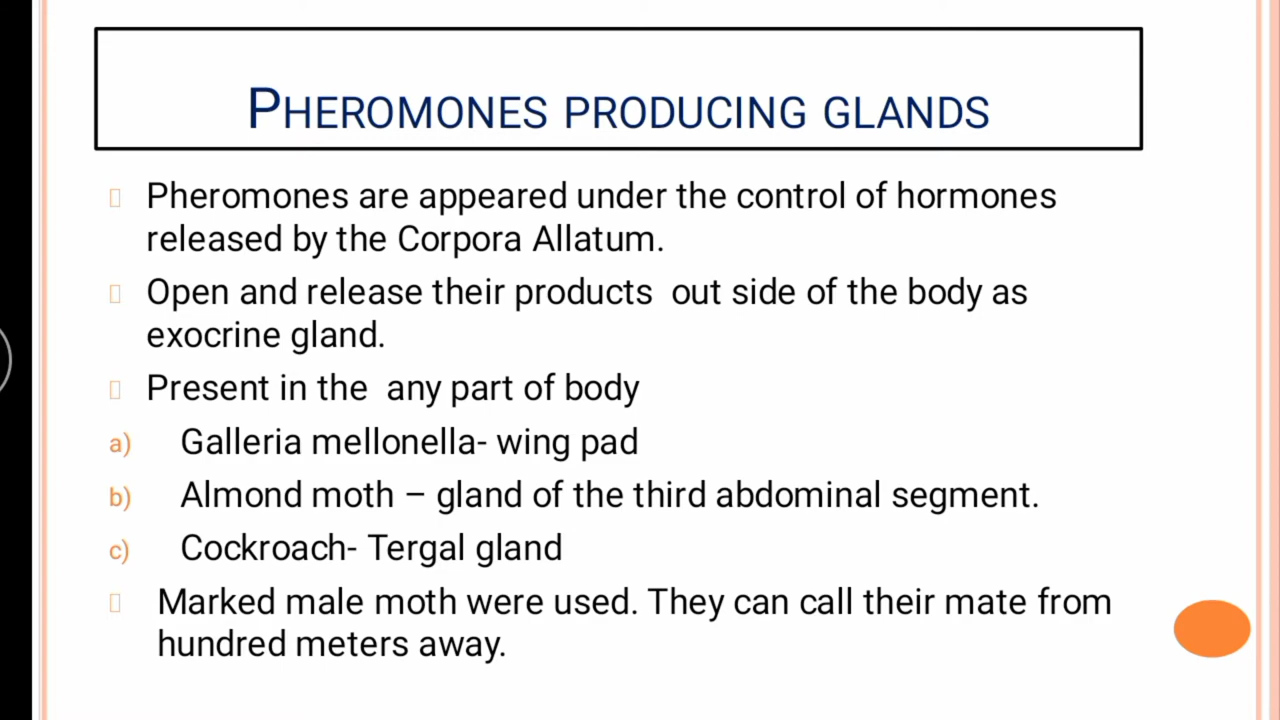 PHEROMONES PRODUCING GLANDS
Pheromones are appeared under the control of hormones
released by the Corpora Allatum.
Open and release their products out side of the body as
exocrine gland.
Present in the any part of body
a) Galleria mellonella- wing pad
b) Almond moth – gland of the third abdominal segment.
c) Cockroach- Tergal gland
Marked male moth were used. They can call their mate from
hundred meters away.